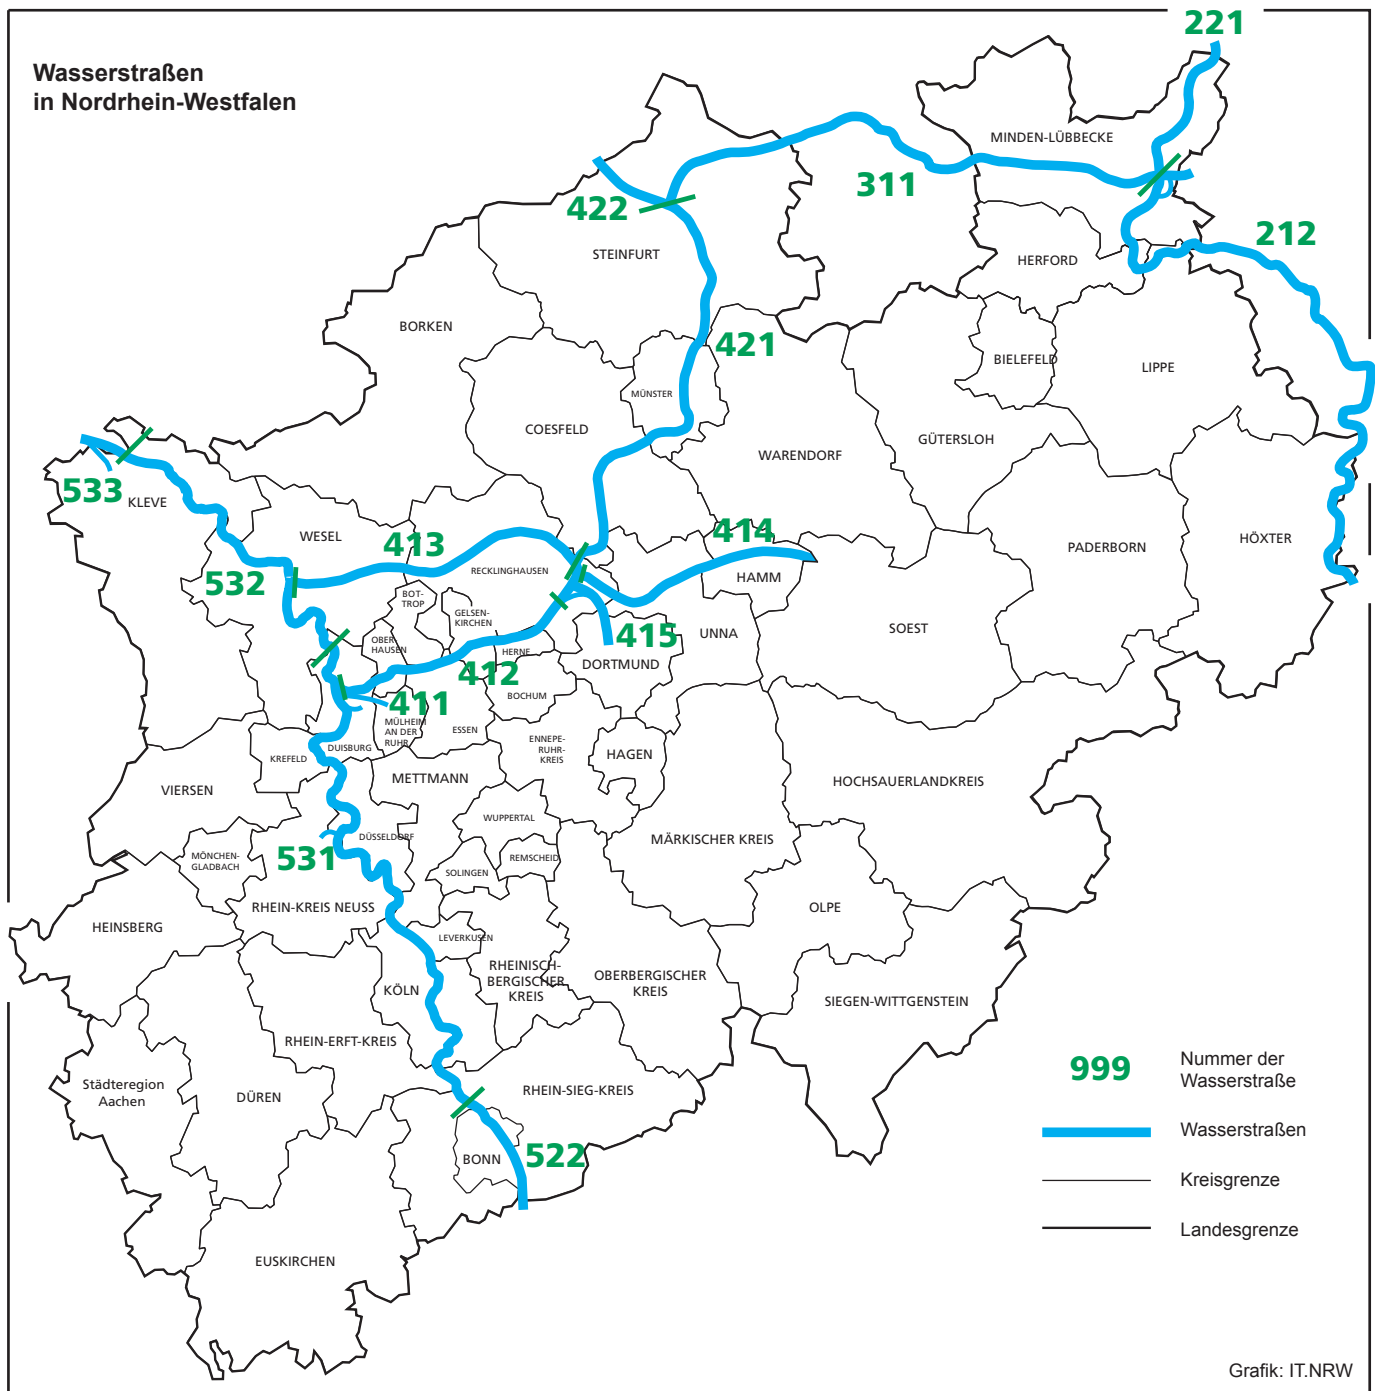 Wasserstraßen
in Nordrhein-Westfalen
221
MINDEN-LÜBBECKE
311
422
212
STEINFURT
HERFORD
BORKEN
421
BIELEFELD
LIPPE
MÜNSTER
COESFELD
GÜTERSLOH
WARENDORF
533
KLEVE
WESEL
413
414
HÖXTER
PADERBORN
532
RECKLINGHAUSEN
HAMM
BOT-
TROP
GELSEN-
KIRCHEN
SOEST
415
UNNA
OBER-
HAUSEN
HERNE
DORTMUND
412
411
BOCHUM
MÜLHEIM
AN DER
RUHR
ESSEN
DUISBURG
ENNEPE-
RUHR-
KREIS
HAGEN
KREFELD
METTMANN
HOCHSAUERLANDKREIS
VIERSEN
WUPPERTAL
DÜSSELDORF
MÄRKISCHER KREIS
531
MÖNCHEN-
GLADBACH
REMSCHEID
SOLINGEN
RHEIN-KREIS NEUSS
OLPE
HEINSBERG
LEVERKUSEN
RHEINISCH-
BERGISCHER
KREIS
OBERBERGISCHER
KREIS
KÖLN
SIEGEN-WITTGENSTEIN
RHEIN-ERFT-KREIS
999
Nummer der
Wasserstraße
Städteregion
Aachen
DÜREN
RHEIN-SIEG-KREIS
Wasserstraßen
BONN
522
Kreisgrenze
Landesgrenze
EUSKIRCHEN
Grafik: IT.NRW